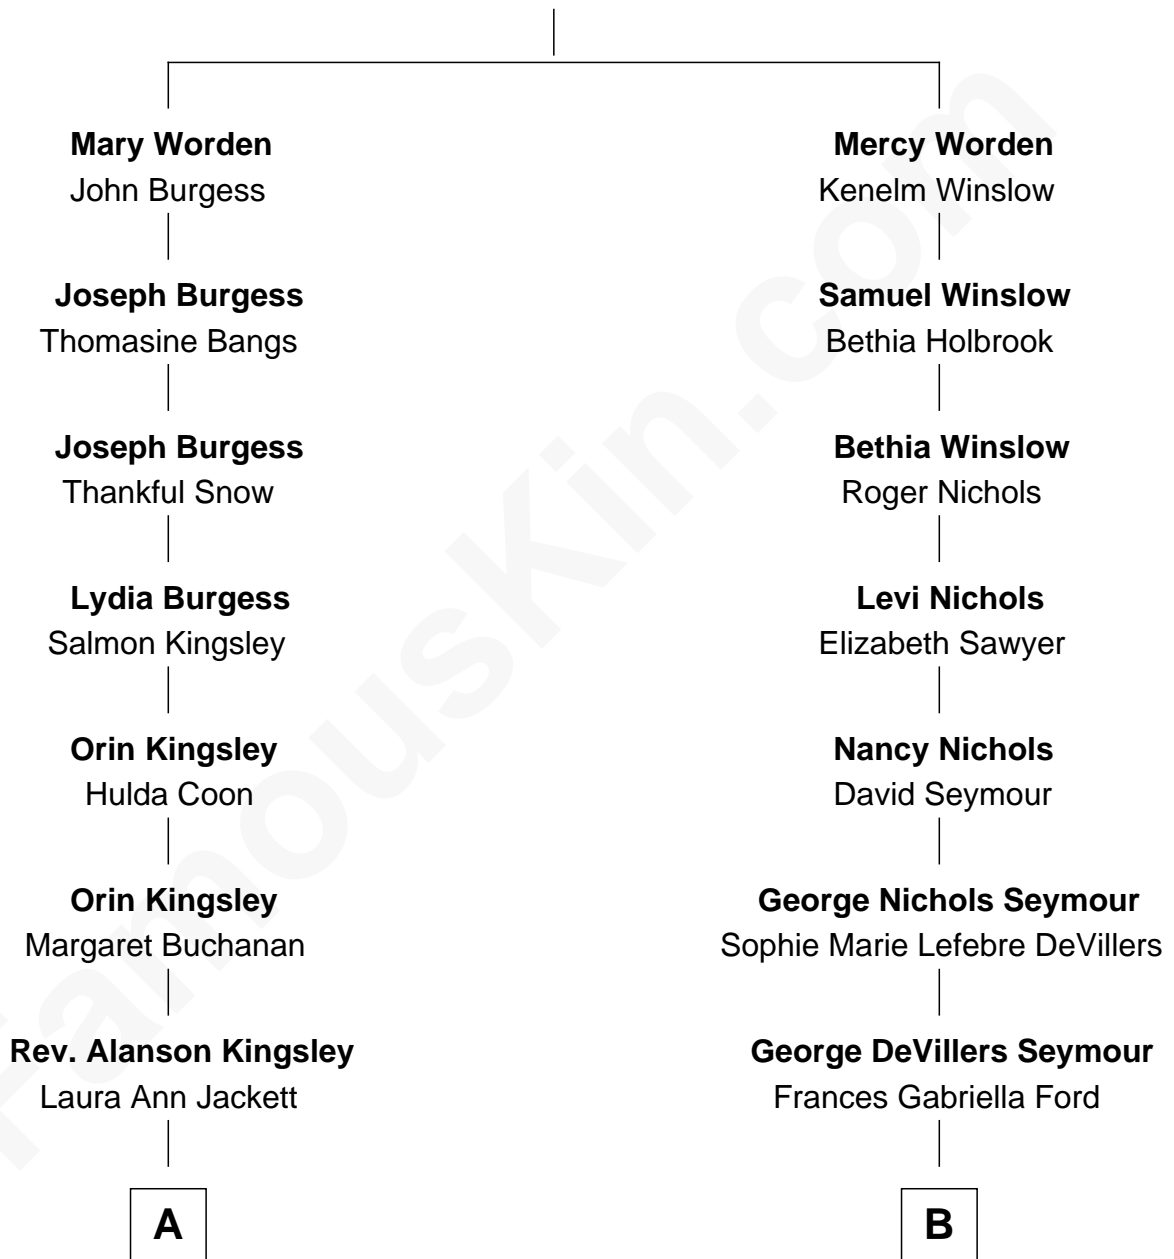 Mary Worden
John Burgess
Joseph Burgess
Thomasine Bangs
Joseph Burgess
Thankful Snow
Lydia Burgess
Salmon Kingsley
Orin Kingsley
Hulda Coon
Orin Kingsley
Margaret Buchanan
Rev. Alanson Kingsley
Laura Ann Jackett
A
Mercy Worden
Kenelm Winslow
Samuel Winslow
Bethia Holbrook
Bethia Winslow
Roger Nichols
Levi Nichols
Elizabeth Sawyer
Nancy Nichols
David Seymour
George Nichols Seymour
Sophie Marie Lefebre DeVillers
George DeVillers Seymour
Frances Gabriella Ford
B
FamousKin.com